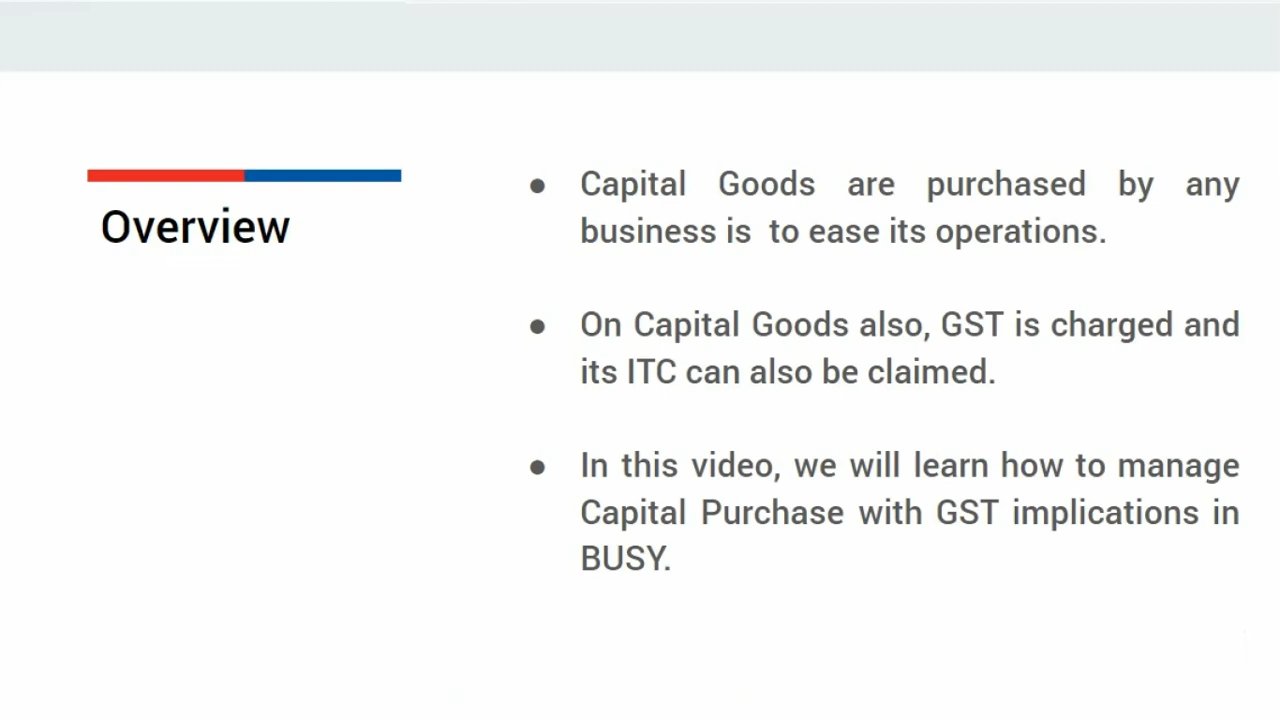 Overview
● Capital Goods are purchased by any
business is to ease its operations.
● On Capital Goods also, GST is charged and
its ITC can also be claimed.
● In this video, we will learn how to manage
Capital Purchase with GST implications in
BUSY.